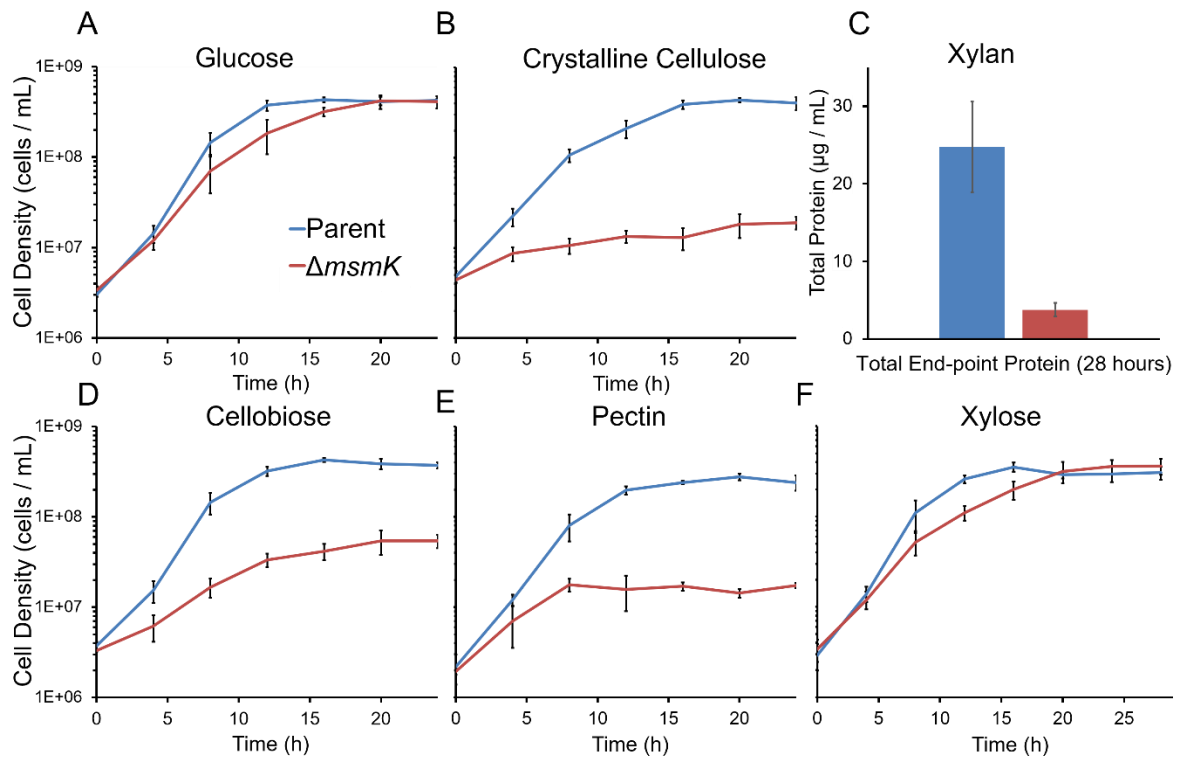 A
Glucose
Cell Density (cells / mL)
1E+09
1E+08
1E+07
1E+06
Parent
ΔmsmK
0
5
10
15
20
Time (h)
B
Crystalline Cellulose
0
5
10
15
20
Time (h)
C
Xylan
Total Protein (µg / mL)
30
20
10
0
Total End-point Protein (28 hours)
D
Cellobiose
Cell Density (cells / mL)
1E+09
1E+08
1E+07
1E+06
0
5
10
15
20
Time (h)
E
Pectin
0
5
10
15
20
Time (h)
F
Xylose
0
5
10
15
20
25
Time (h)